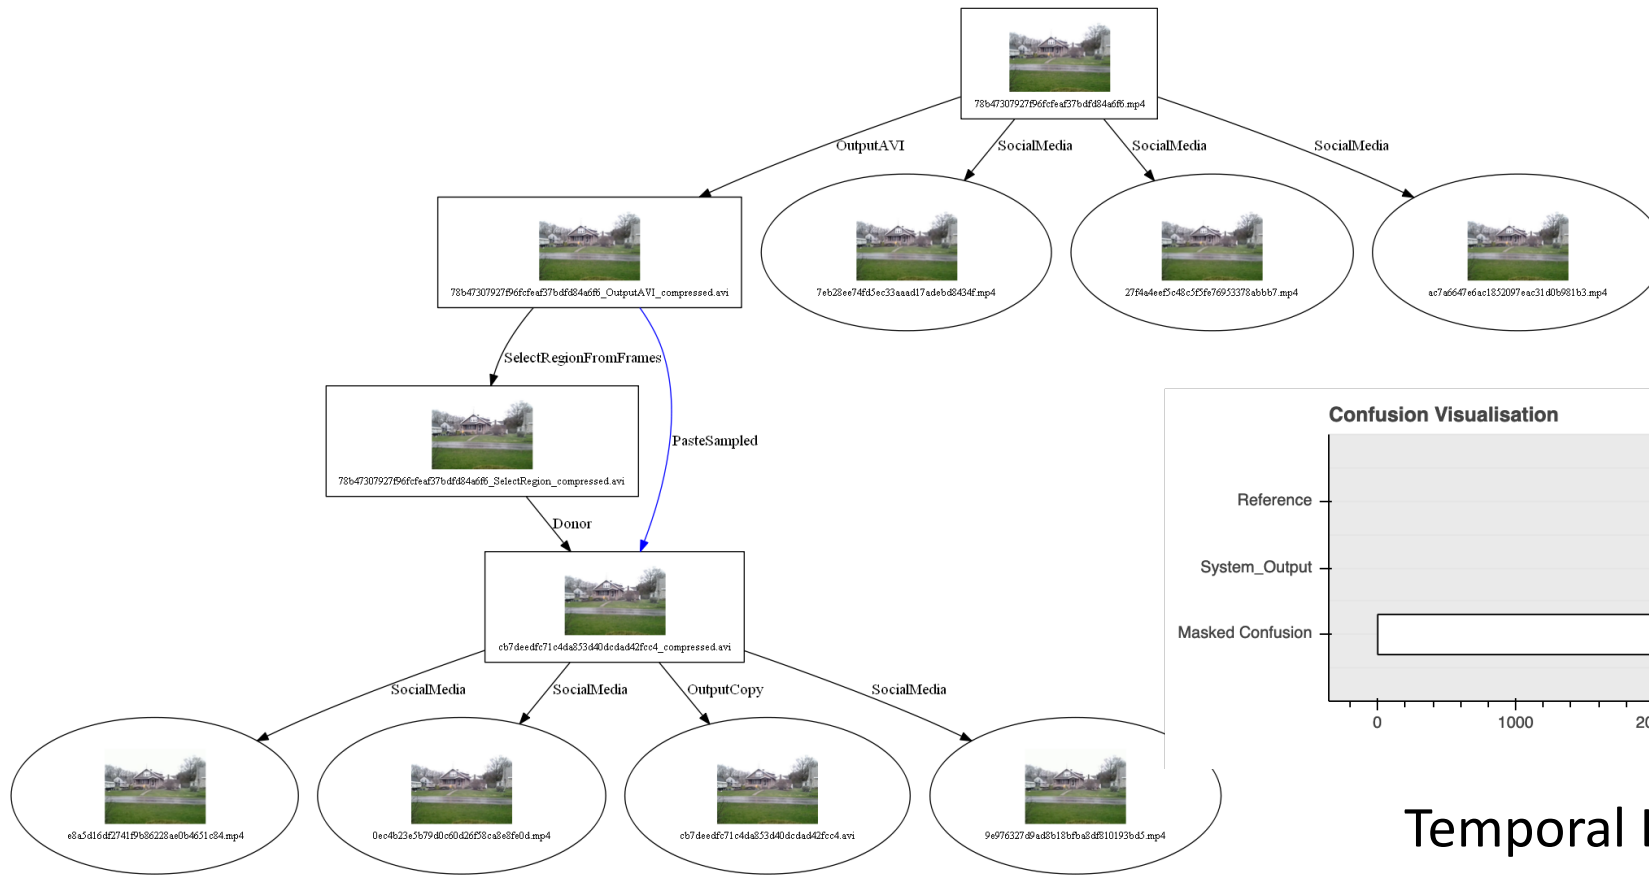 78b47307927f96fcfeaf37bdfd84a6f6.mp4
OutputAVI
SocialMedia
SocialMedia
SocialMedia
78b47307927f96fcfeaf37bdfd84a6f6_OutputAVI_compressed.avi
7eb28ee74fd5ec33aaad17adebd8434f.mp4
27f4a4eef5c48c5f5fe76953378abbb7.mp4
ac7a6647e6ac1852097eac31d0b981b3.mp4
SelectRegionFromFrames
PasteSampled
78b47307927f96fcfeaf37bdfd84a6f6_SelectRegion_compressed.avi
Donor
cb7deedfc71c4da853d40dcdad42fcc4_compressed.avi
SocialMedia
SocialMedia
OutputCopy
SocialMedia
e8a5d16df2741f9b86228ae0b4651c84.mp4
0ec4b23e5b79d0c60d26f58ca8e8fe0d.mp4
cb7deedfc71c4da853d40dcdad42fcc4.avi
9e976327d9ad8b18bfba8df810193bd5.mp4
Confusion Visualisation
Reference
System_Output
Masked Confusion
0
1000
Temporal